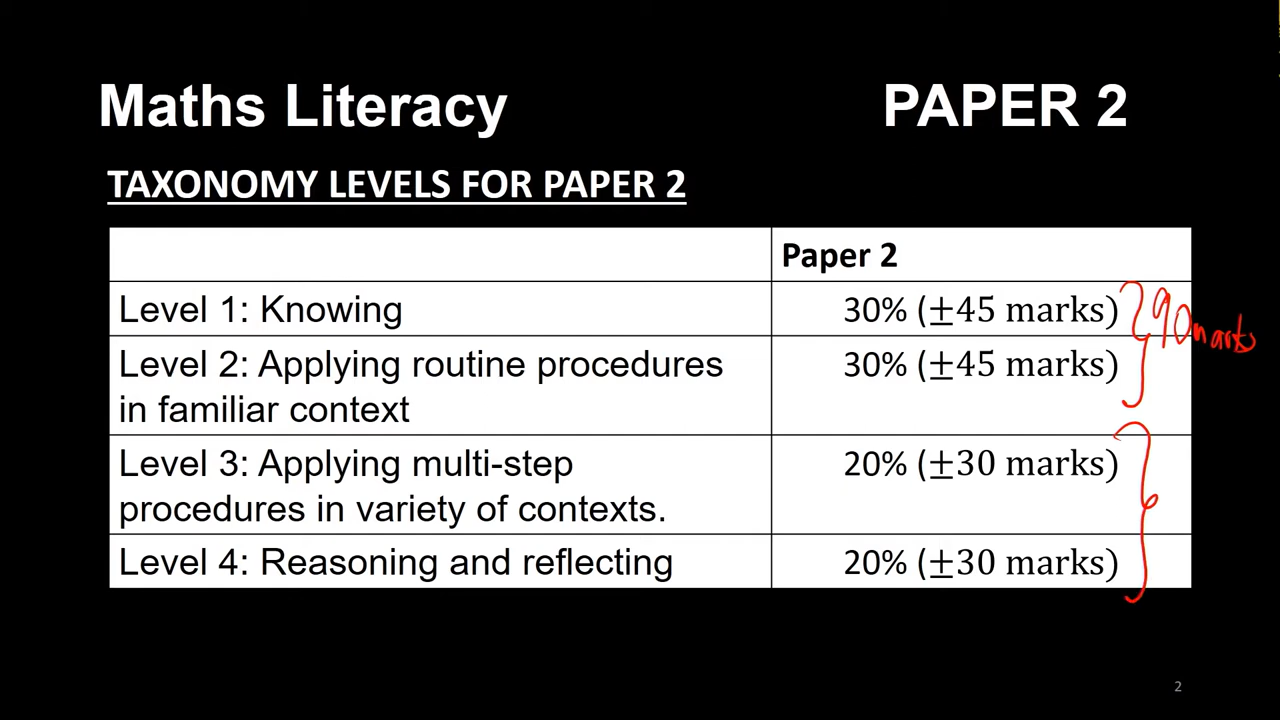 Maths Literacy PAPER 2
TAXONOMY LEVELS FOR PAPER 2
Paper 2
Level 1: Knowing 30% (±45 marks)
90marks
Level 2: Applying routine procedures 30% (±45 marks)
in familiar context
Level 3: Applying multi-step 20% (±30 marks)
procedures in variety of contexts.
Level 4: Reasoning and reflecting 20% (±30 marks)
2